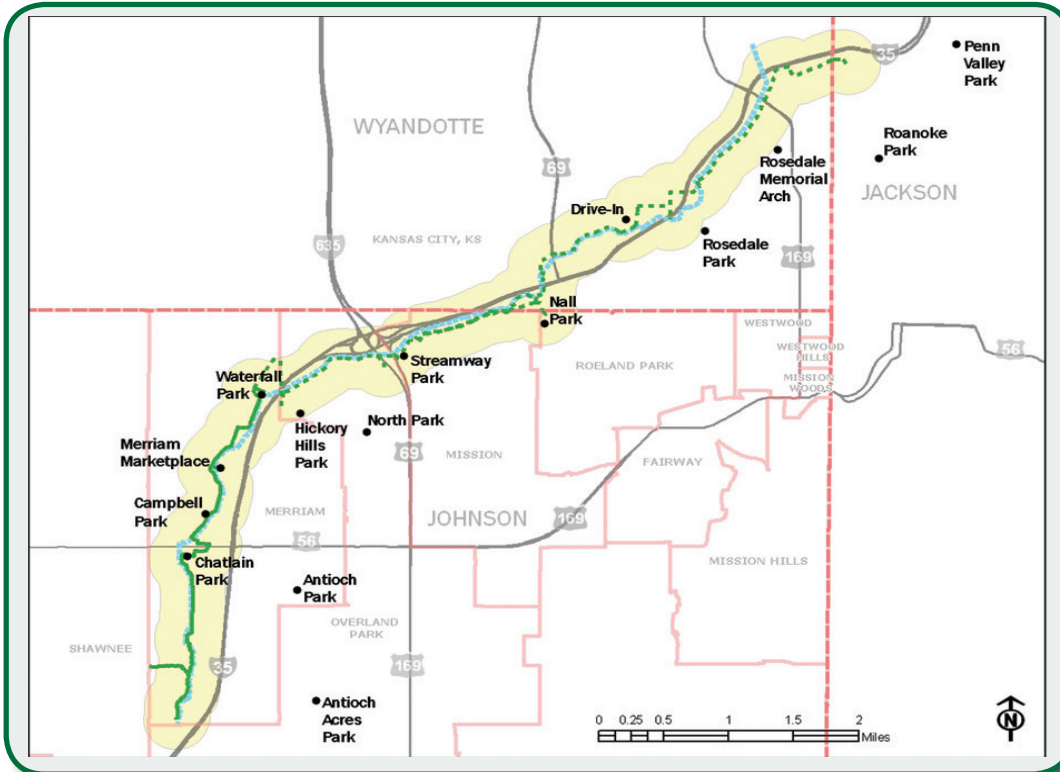 35
Penn
Valley
Park
WYANDOTTE
Roanoke
Park
69
Rosedale
Memorial
Arch
JACKSON
Drive-In
635
KANSAS CITY, KS
Rosedale
Park
169
Nall
Park
WESTWOOD
WESTWOOD
HILLS
56
MISSION
WOODS
Streamway
Park
ROELAND PARK
Waterfall
Park
Hickory
Hills
Park
North Park
Merriam
Marketplace
69
MISSION
FAIRWAY
Campbell
Park
MERRIAM
JOHNSON
169
56
Chatlain
Park
MISSION HILLS
Antioch
Park
OVERLAND
PARK
SHAWNEE
35
169
Antioch
Acres
Park
0 0.25 0.5 1 1.5 2
Miles
N